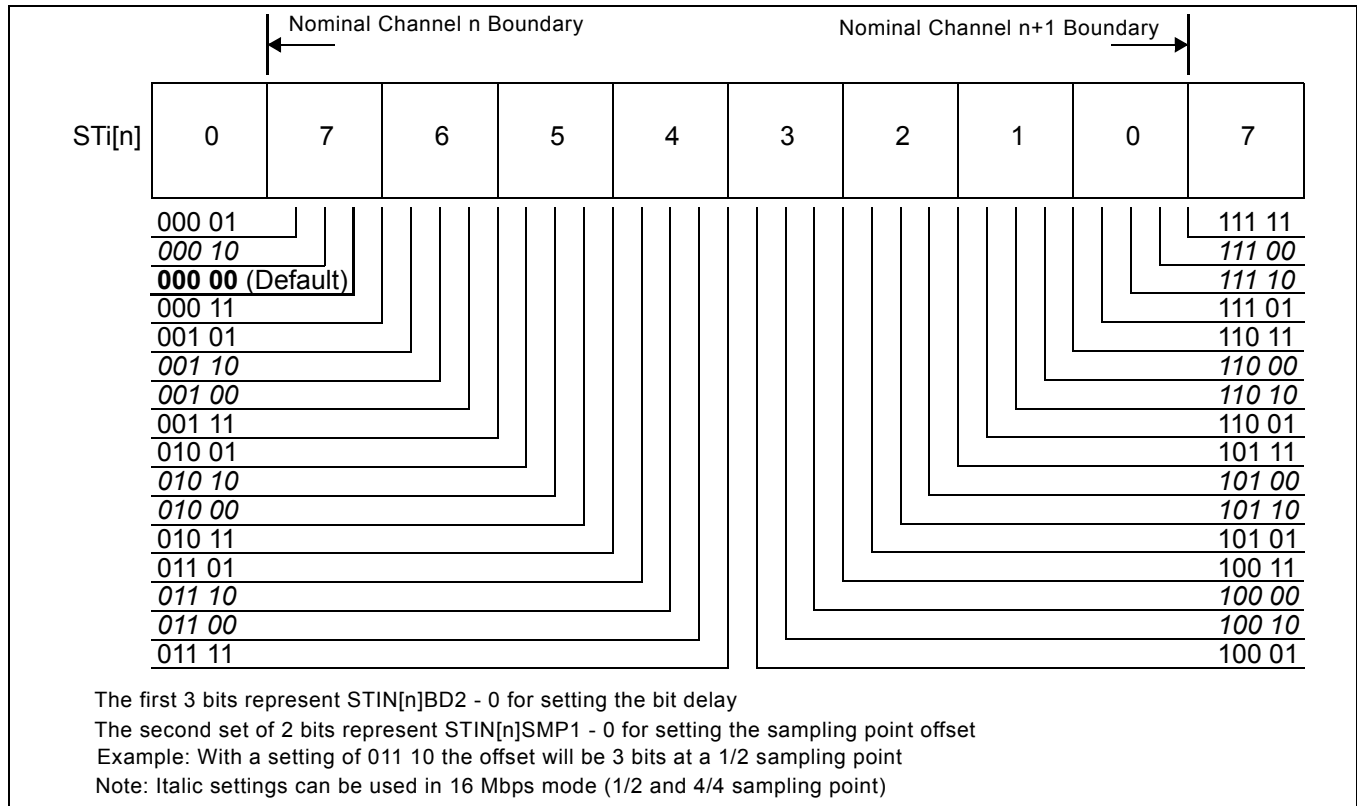 Nominal Channel n Boundary
Nominal Channel n+1 Boundary
STi[n] 0 7 6 5 4 3 2 1 0 7
000 01 111 11
000 10 111 00
000 00 (Default) 111 10
000 11 111 01
001 01 110 11
001 10 110 00
001 00 110 10
001 11 110 01
010 01 101 11
010 10 101 00
010 00 101 10
010 11 101 01
011 01 100 11
011 10 100 00
011 00 100 10
011 11 100 01
The first 3 bits represent STIN[n]BD2 - 0 for setting the bit delay
The second set of 2 bits represent STIN[n]SMP1 - 0 for setting the sampling point offset
Example: With a setting of 011 10 the offset will be 3 bits at a 1/2 sampling point
Note: Italic settings can be used in 16 Mbps mode (1/2 and 4/4 sampling point)